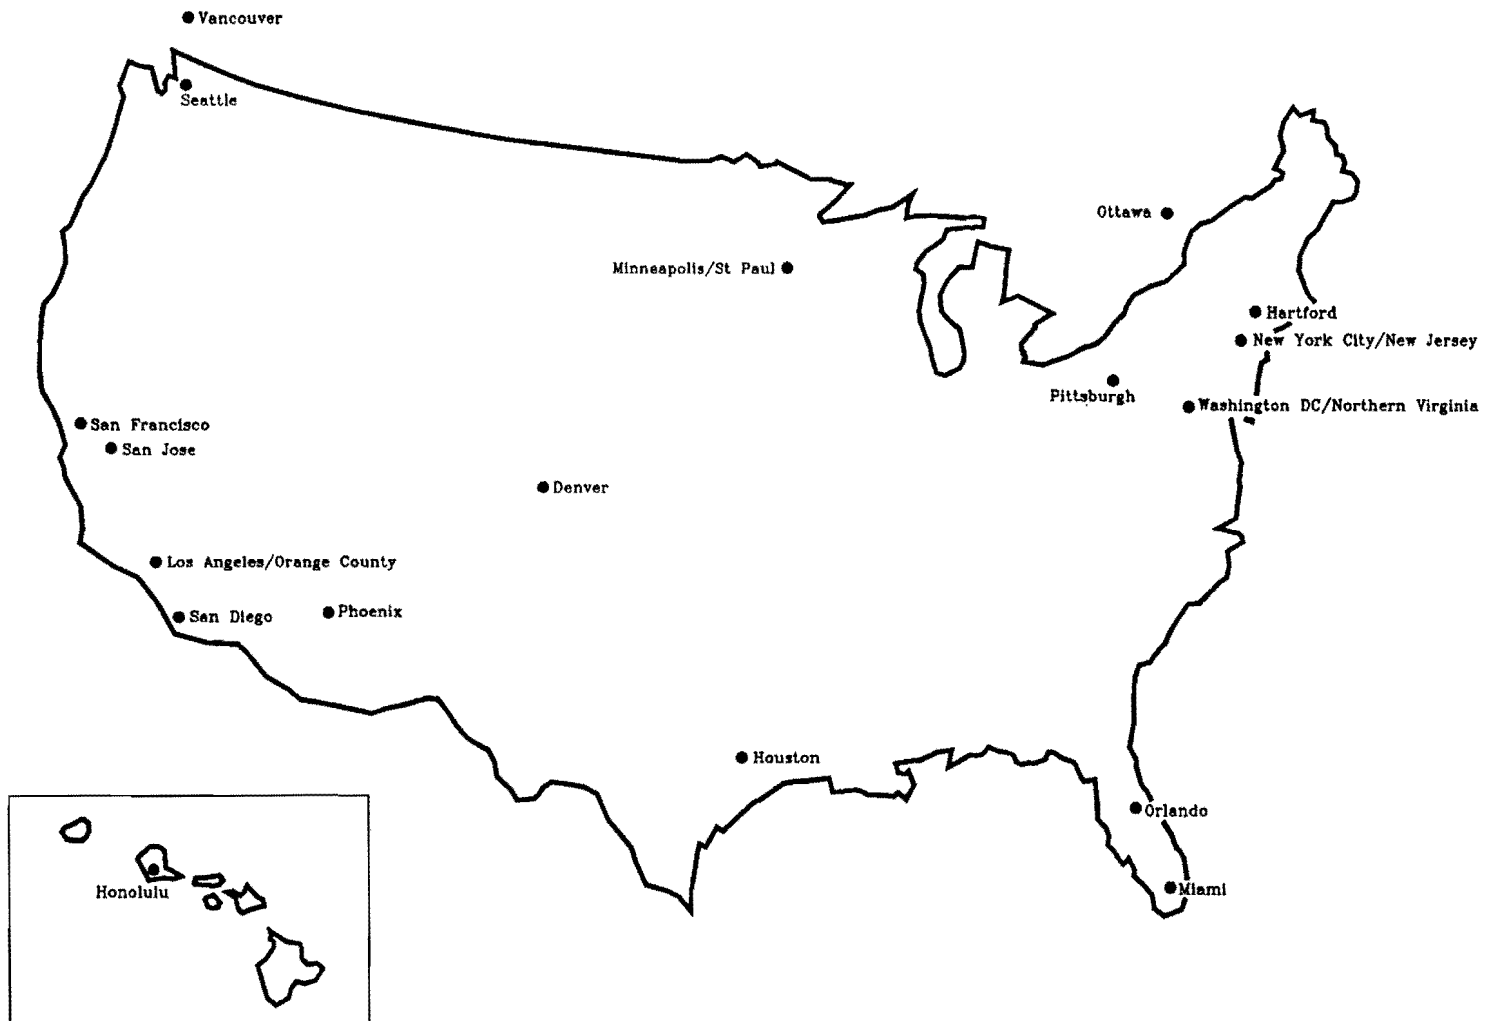 Vancouver
Seattle
Ottawa
Minneapolis/St Paul
Hartford
New York City/New Jersey
Pittsburgh
Washington DC/Northern Virginia
San Francisco
San Jose
Denver
Los Angeles/Orange County
San Diego
Phoenix
Houston
Orlando
Miami
Honolulu